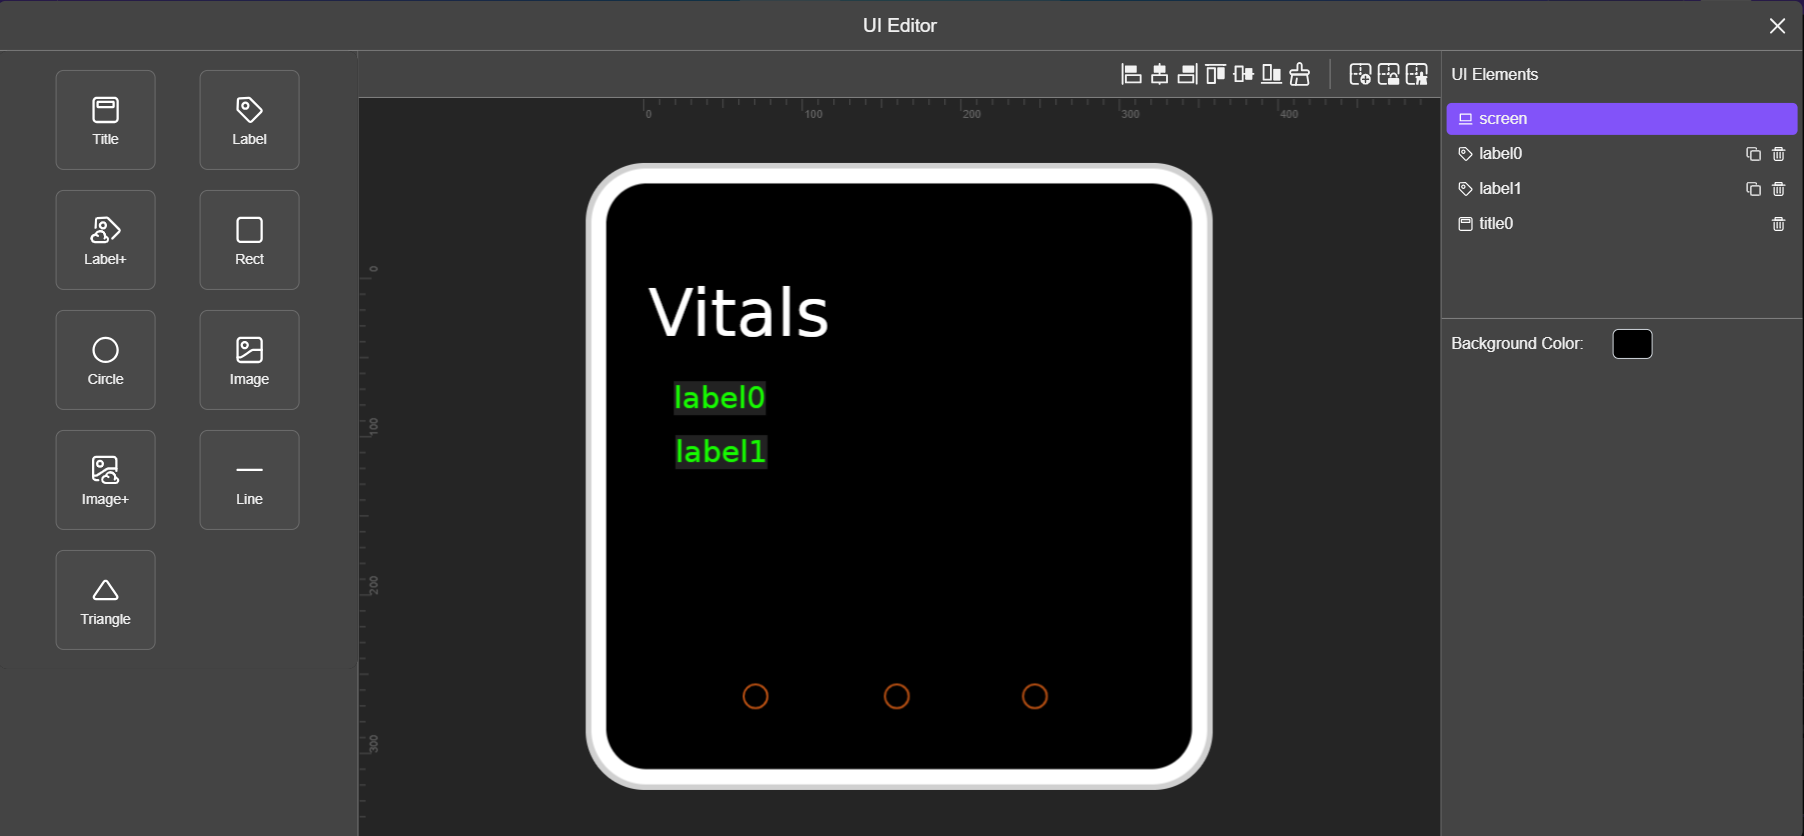 UI Editor
Title
Label
Label+
Rect
Circle
Image
Image+
Line
Triangle
0
100
200
300
400
0
100
200
300
Vitals
label0
label1
UI Elements
screen
label0
label1
title0
Background Color: